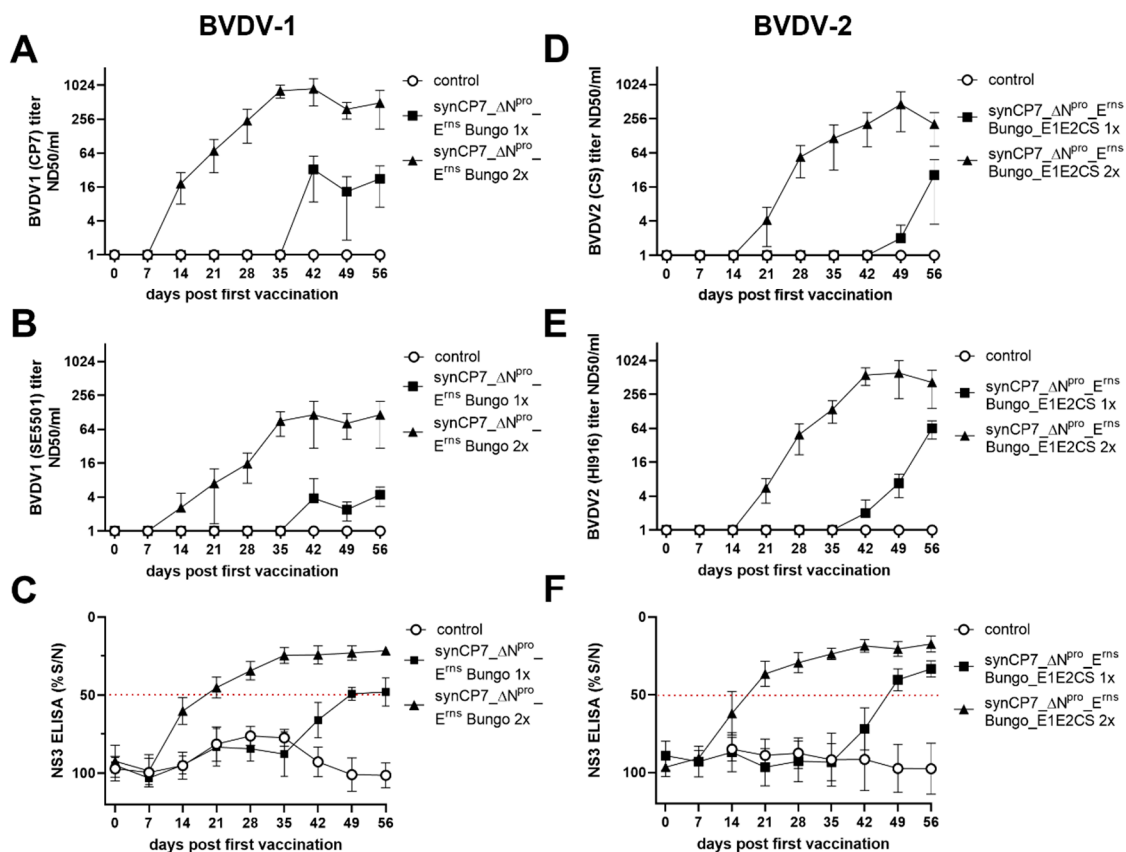 BVDV-1
A
BVDV1 (CP7) titer
ND50/ml
1024
256
64
16
4
1
0 7 14 21 28 35 42 49 56
days post first vaccination
control
synCP7_ΔNpro_
Erns Bungo 1x
synCP7_ΔNpro_
Erns Bungo 2x
B
BVDV1 (SE5501) titer
ND50/ml
1024
256
64
16
4
1
0 7 14 21 28 35 42 49 56
days post first vaccination
control
synCP7_ΔNpro_
Erns Bungo 1x
synCP7_ΔNpro_
Erns Bungo 2x
C
NS3 ELISA (%S/N)
0
50
100
0 7 14 21 28 35 42 49 56
days post first vaccination
control
synCP7_ΔNpro_
Erns Bungo 1x
synCP7_ΔNpro_
Erns Bungo 2x
BVDV-2
D
BVDV2 (CS) titer ND50/ml
1024
256
64
16
4
1
0 7 14 21 28 35 42 49 56
days post first vaccination
control
synCP7_ΔNpro_Erns
Bungo_E1E2CS 1x
synCP7_ΔNpro_Erns
Bungo_E1E2CS 2x
E
BVDV2 (HI916) titer ND50/ml
1024
256
64
16
4
1
0 7 14 21 28 35 42 49 56
days post first vaccination
control
synCP7_ΔNpro_Erns
Bungo_E1E2CS 1x
synCP7_ΔNpro_Erns
Bungo_E1E2CS 2x
F
NS3 ELISA (%S/N)
0
50
100
0 7 14 21 28 35 42 49 56
days post first vaccination
control
synCP7_ΔNpro_Erns
Bungo_E1E2CS 1x
synCP7_ΔNpro_Erns
Bungo_E1E2CS 2x